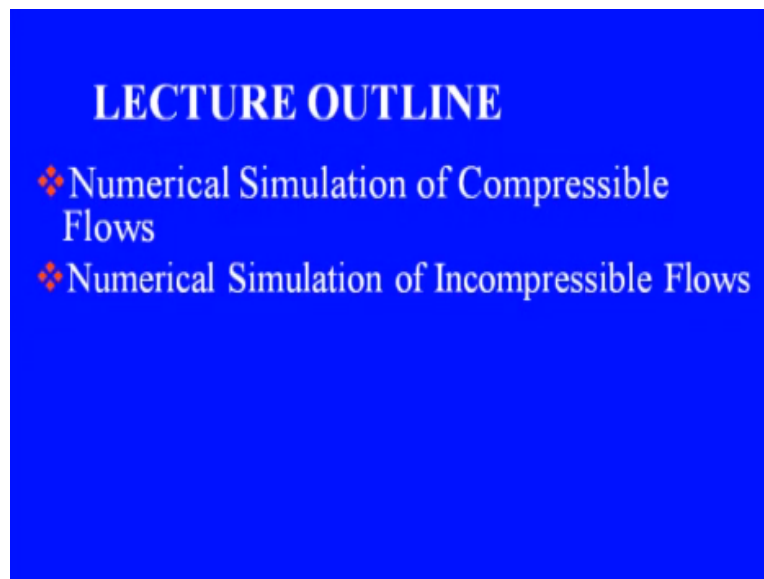 LECTURE OUTLINE
❖Numerical Simulation of Compressible
Flows
❖Numerical Simulation of Incompressible Flows